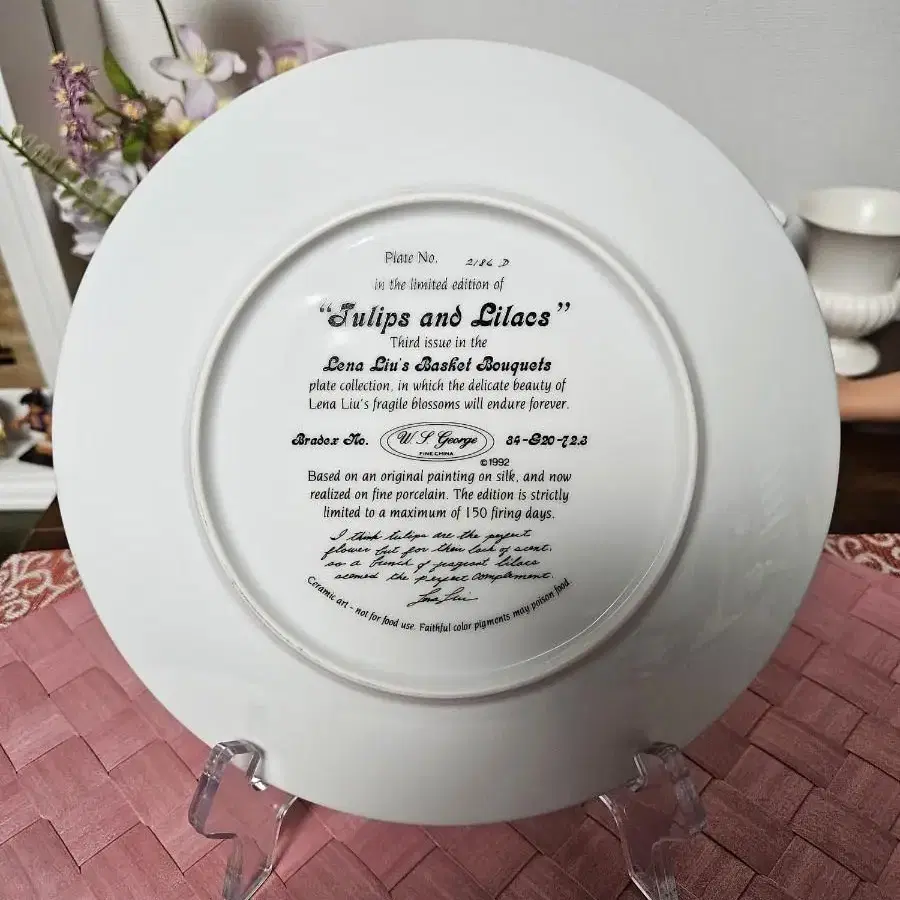 Plate No. 2186 D
in the limited edition of
"Tulips and Lilacs"
Third issue in the
Lena Liu's Basket Bouquets
plate collection, in which the delicate beauty of
Lena Liu's fragile blossoms will endure forever.
Bradex No. W. S. George 84-G20-72.3
FINE CHINA
©1992
Based on an original painting on silk, and now
realized on fine porcelain. The edition is strictly
limited to a maximum of 150 firing days.
I think tulips are the perfect
flower but for their lack of scent,
so a bunch of fragrant lilacs
seemed the perfect complement.
Lena Liu
Ceramic art - not for food use. Faithful color pigments may poison food.